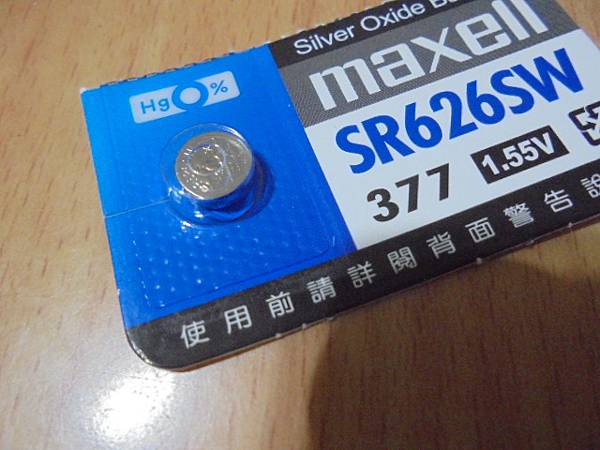 Silver Oxide
maxell
SR626SW
377 1.55V
Hg0%
使用前請詳閱背面警告說